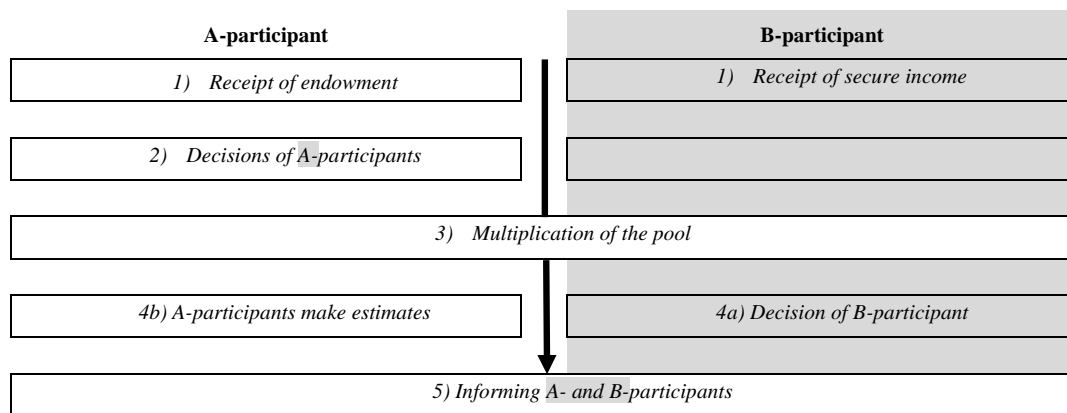 A-participant
B-participant
1) Receipt of endowment
1) Receipt of secure income
2) Decisions of A-participants
3) Multiplication of the pool
4b) A-participants make estimates
4a) Decision of B-participant
5) Informing A- and B-participants